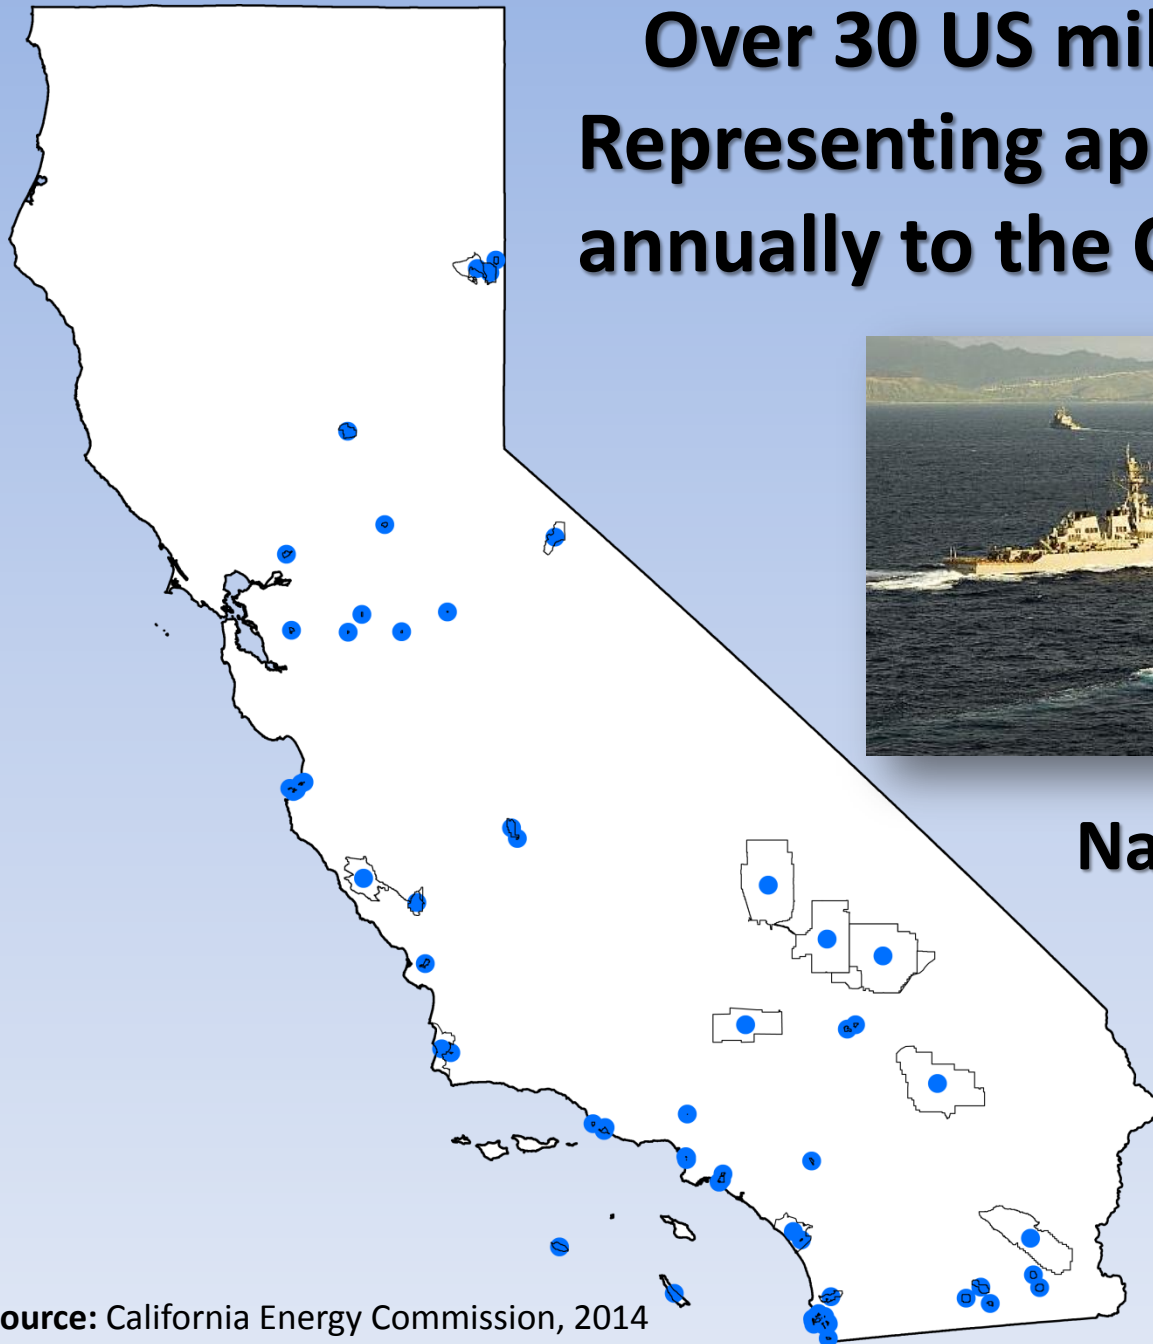 Over 30 US mil
Representing ap
annually to the
Na
ource: California Energy Commission, 2014